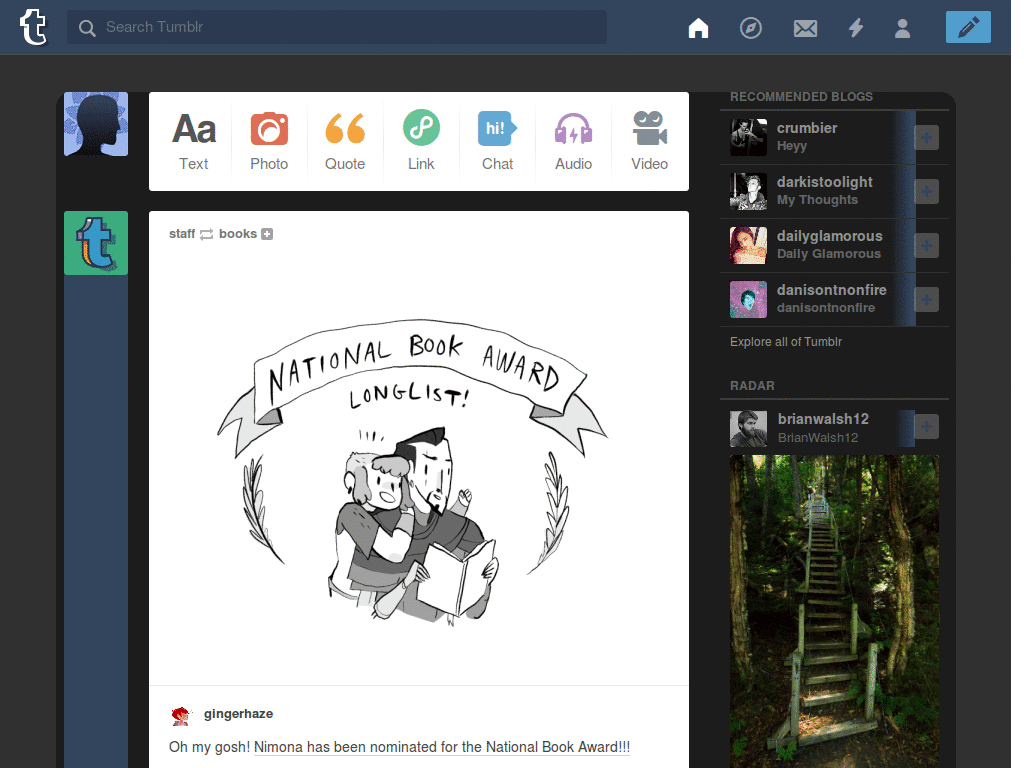 Search Tumblr
Aa
hi!
Text
Photo
Quote
Link
Chat
Audio
Video
staff books
NATIONAL BOOK AWARD
LONGLIST!
gingerhaze
Oh my gosh! Nimona has been nominated for the National Book Award!!!
RECOMMENDED BLOGS
crumbier
Heyy
darkistoolight
My Thoughts
dailyglamorous
Daily Glamorous
danisontnonfire
danisontnonfire
Explore all of Tumblr
RADAR
brianwalsh12
BrianWalsh12